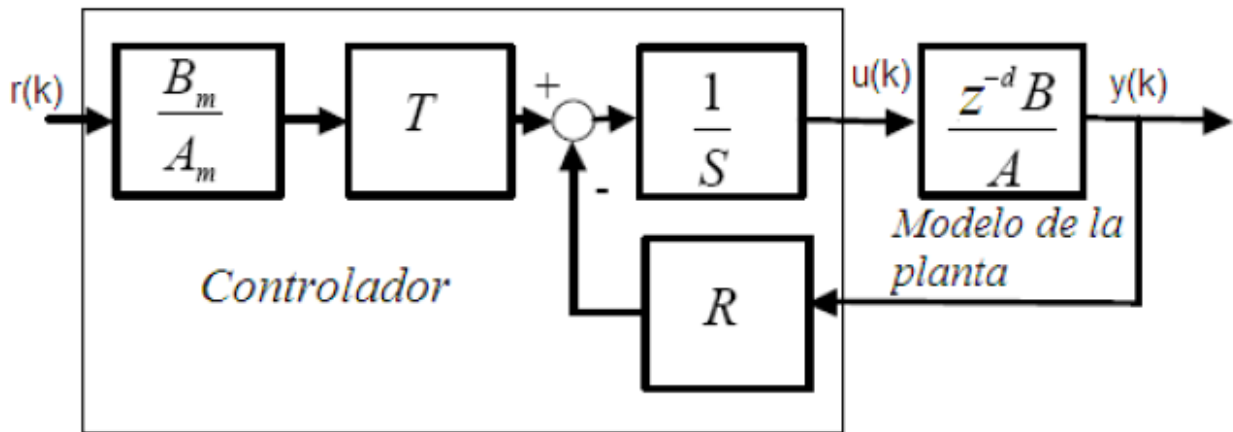 r(k)
B_m
A_m
T
+
-
1
S
u(k)
z^{-d} B
A
y(k)
Modelo de la
planta
Controlador
R